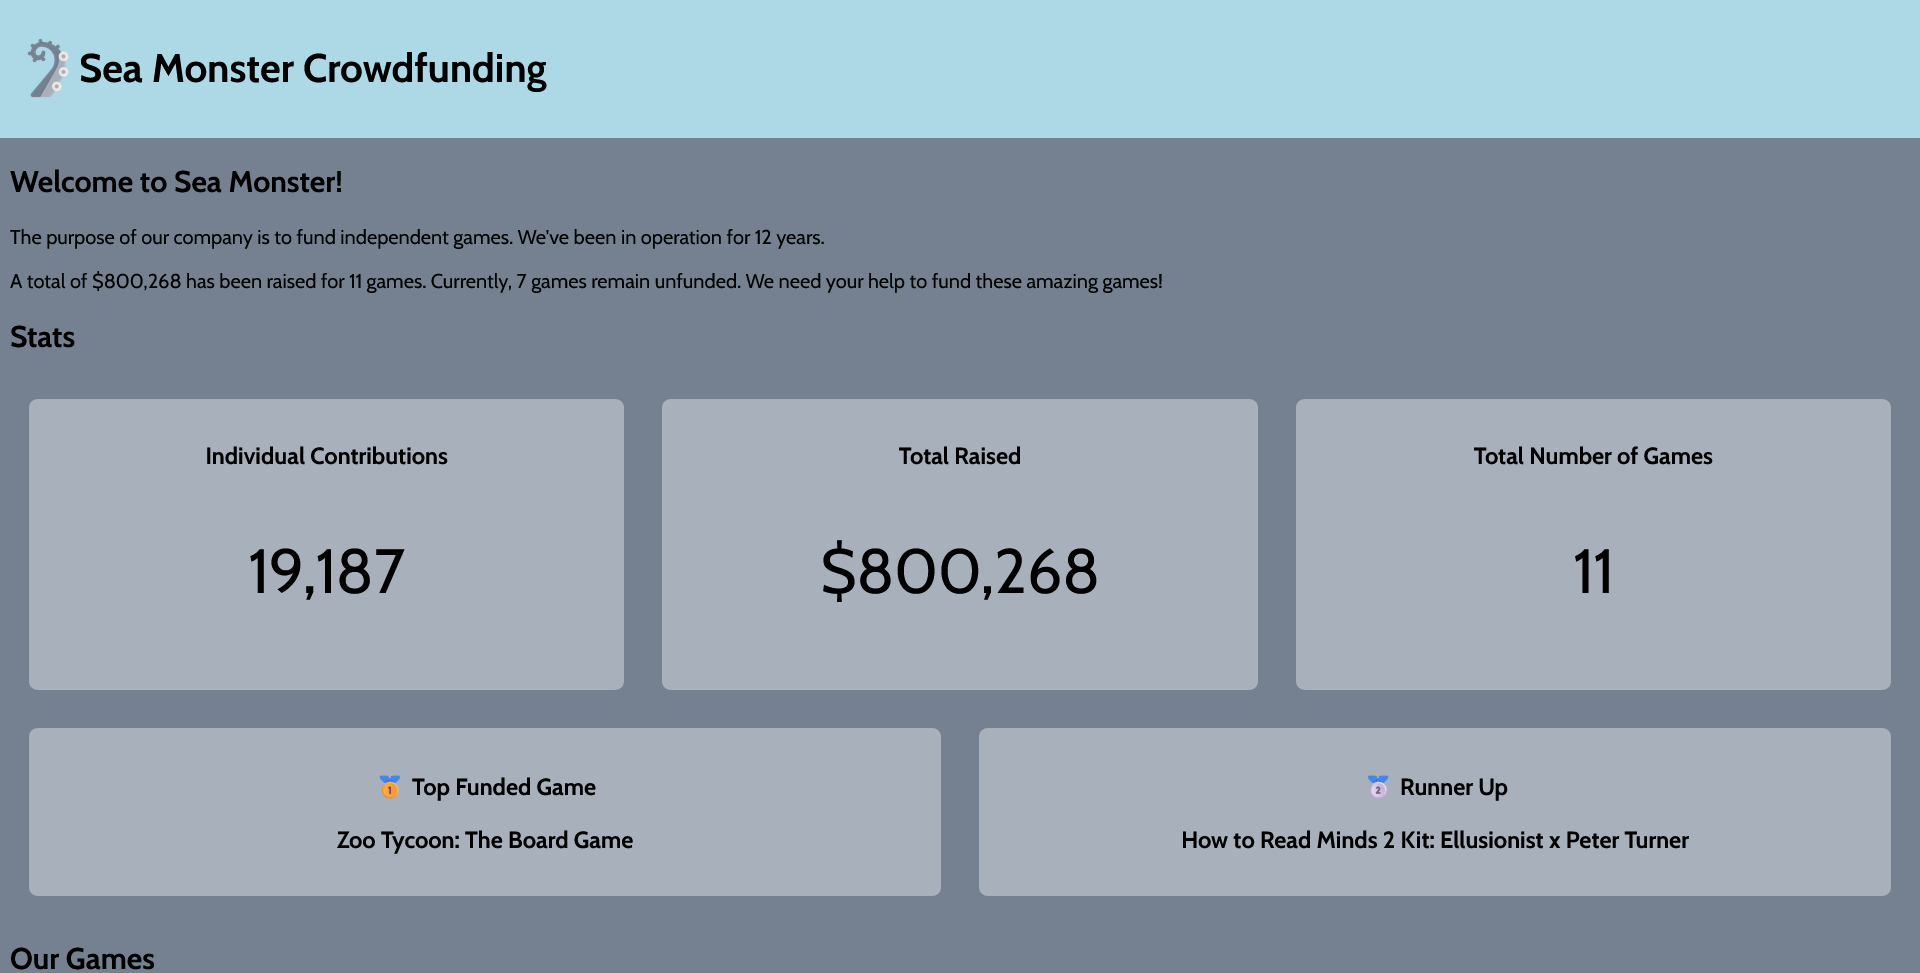 Sea Monster Crowdfunding
Welcome to Sea Monster!
The purpose of our company is to fund independent games. We've been in operation for 12 years.
A total of $800,268 has been raised for 11 games. Currently, 7 games remain unfunded. We need your help to fund these amazing games!
Stats
Individual Contributions
19,187
Total Raised
$800,268
Total Number of Games
11
🥇 Top Funded Game
Zoo Tycoon: The Board Game
🥈 Runner Up
How to Read Minds 2 Kit: Ellusionist x Peter Turner
Our Games